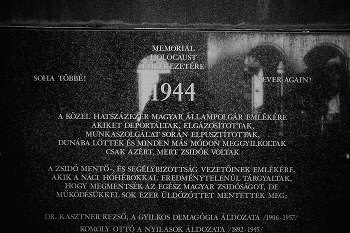 MEMORIÁL
HOLOCAUST
EMLÉKEZETÉRE
SOHA TÖBBÉ!
EVER AGAIN!
1944
A KÖZEL HATSZÁZEZER MAGYAR ÁLLAMPOLGÁR EMLÉKÉRE
AKIKET DEPORTÁLTAK, ELGÁZOSÍTOTTAK,
MUNKASZOLGÁLAT SORÁN ELPUSZTÍTOTTAK,
DUNÁBA LŐTTEK ÉS MINDEN MÁS MÓDON MEGGYILKOLTAK
CSAK AZÉRT, MERT ZSIDÓK VOLTAK
A ZSIDÓ MENTŐ-, ÉS SEGÉLYBIZOTTSÁG VEZETŐINEK EMLÉKÉRE,
AKIK A NÁCI HÓHÉROKKAL EREDMÉNYTELENÜL TÁRGYALTAK,
HOGY MEGMENTSÉK AZ EGÉSZ MAGYAR ZSIDÓSÁGOT, DE
MŰKÖDÉSÜKKEL SOK EZER ÜLDÖZÖTTET MENTETTEK MEG:
DR. KASZTNER REZSŐ, A GYILKOS DEMAGÓGIA ÁLDOZATA /1906-1957/
KOMOLY OTTÓ A NYILASOK ÁLDOZATA /1892-1945/